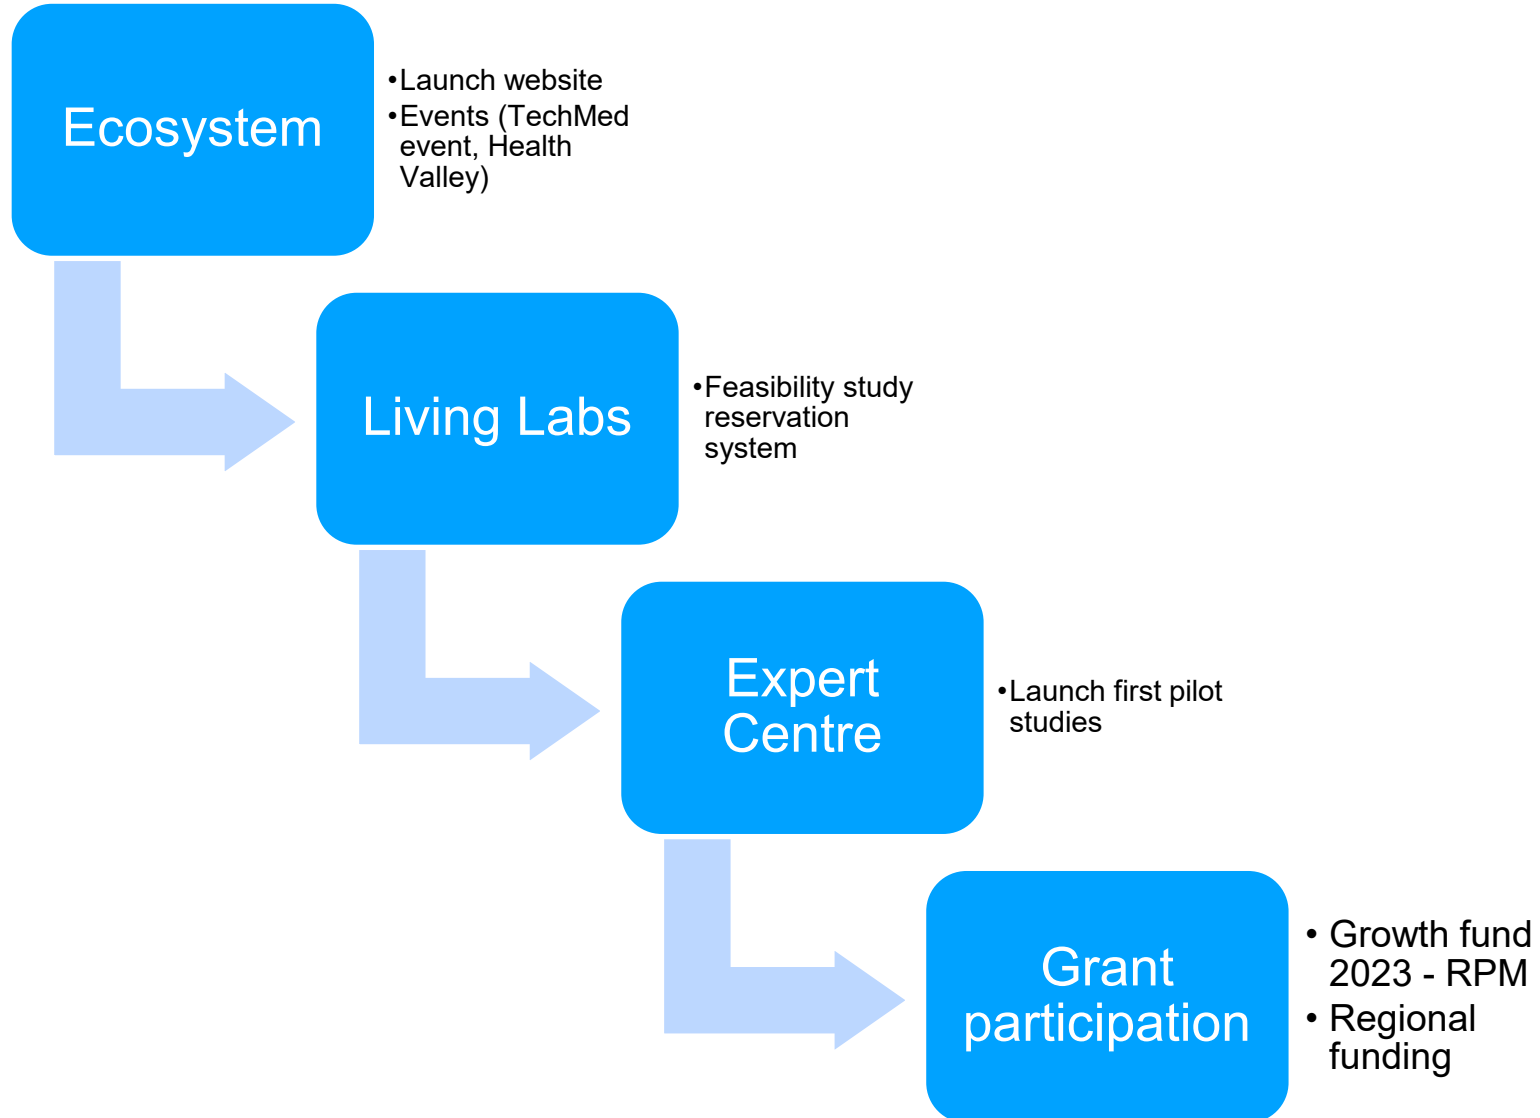 Ecosystem
•Launch website
•Events (TechMed
event, Health
Valley)
Living Labs
•Feasibility study
reservation
system
Expert
Centre
•Launch first pilot
studies
Grant
participation
• Growth fund
2023 - RPM
• Regional
funding